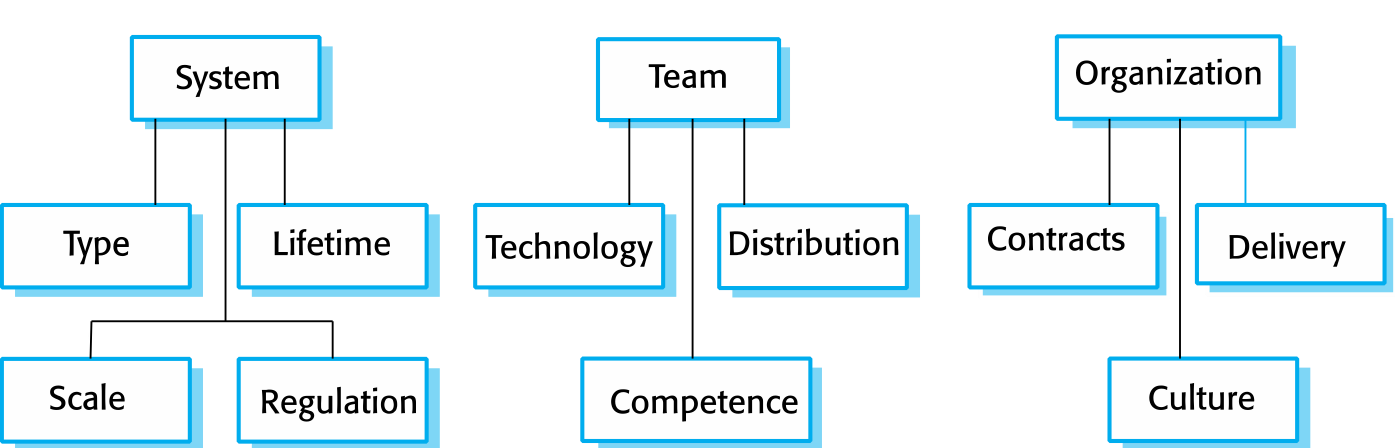 System
Team
Organization
Type
Lifetime
Technology
Distribution
Contracts
Delivery
Scale
Regulation
Competence
Culture